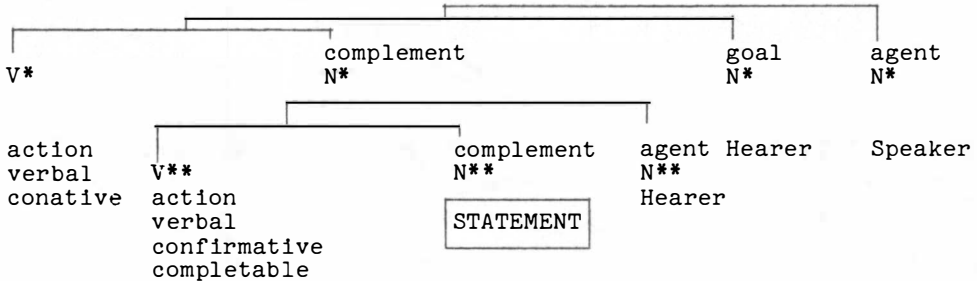 complement goal agent
V* N* N* N*
action complement agent Hearer Speaker
verbal V** N** N**
conative action Hearer
verbal STATEMENT
confirmative
completable